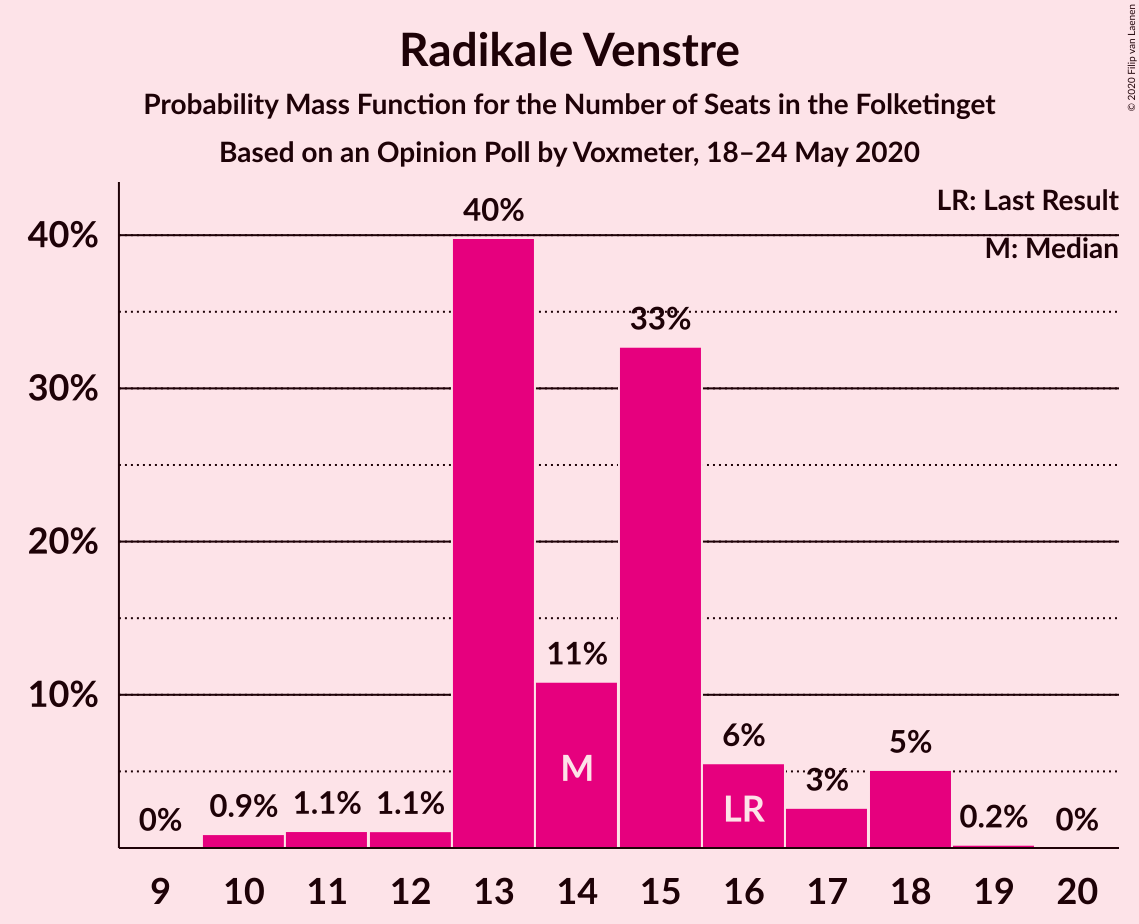 Radikale Venstre
Probability Mass Function for the Number of Seats in the Folketinget
Based on an Opinion Poll by Voxmeter, 18–24 May 2020
© 2020 Filip van Laenen
LR: Last Result
M: Median
40%
30%
20%
10%
0%
0.9%
1.1%
1.1%
40%
11%
33%
6%
3%
5%
0.2%
0%
M
LR
9 10 11 12 13 14 15 16 17 18 19 20